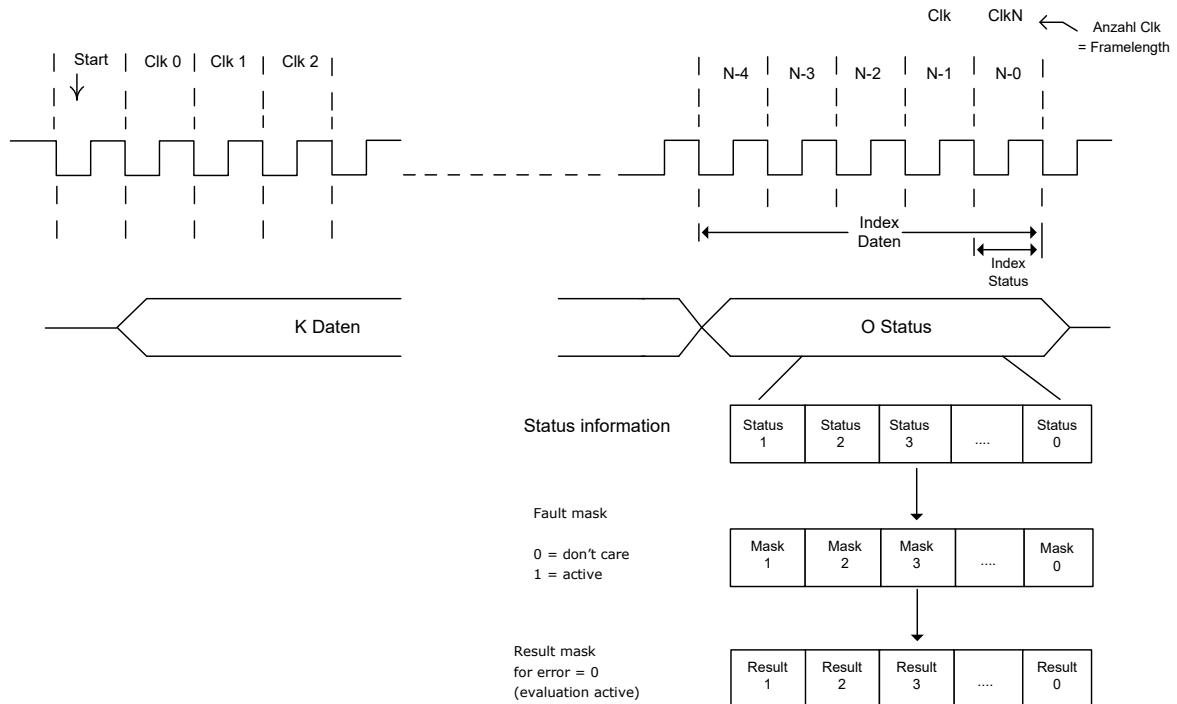 Clk ClkN
Anzahl Clk
= Framelength
Start Clk 0 Clk 1 Clk 2
N-4 N-3 N-2 N-1 N-0
Index
Daten
Index
Status
K Daten
O Status
Status information
Status
1
Status
2
Status
3
....
Status
0
Fault mask
0 = don't care
1 = active
Mask
1
Mask
2
Mask
3
....
Mask
0
Result mask
for error = 0
(evaluation active)
Result
1
Result
2
Result
3
....
Result
0